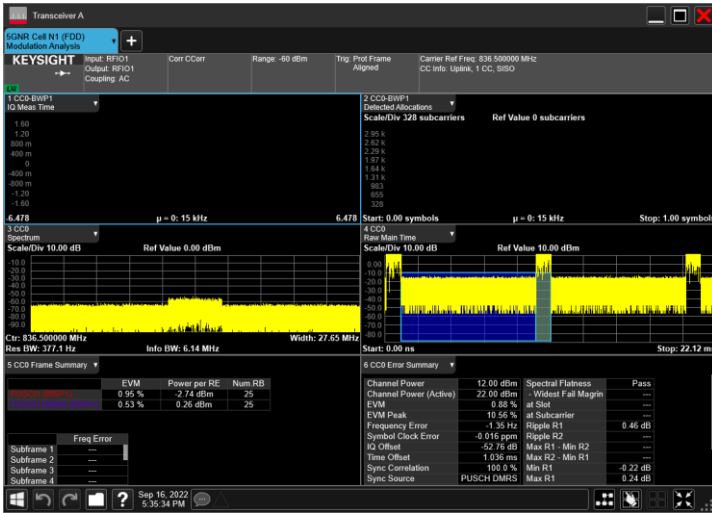 Transceiver A
5GNR Cell N1 (FDD)
Modulation Analysis
KEYSIGHT
Input: RFIO1
Output: RFIO1
Coupling: AC
Corr CCorr
Range: -60 dBm
Trig: Prot Frame
Aligned
Carrier Ref Freq: 836.500000 MHz
CC Info: Uplink, 1 CC, SISO
1 CC0-BWP1
IQ Meas Time
1.60
1.20
800 m
400 m
0
-400 m
-800 m
-1.20
-1.60
-6.478 μ = 0: 15 kHz 6.478
2 CC0-BWP1
Detected Allocations
Scale/Div 328 subcarriers Ref Value 0 subcarriers
2.95 k
2.62 k
2.29 k
1.97 k
1.64 k
1.31 k
983
655
328
Start: 0.00 symbols μ = 0: 15 kHz Stop: 1.00 symbols
3 CC0
Spectrum
Scale/Div 10.00 dB Ref Value 0.00 dBm
-10.0
-20.0
-30.0
-40.0
-50.0
-60.0
-70.0
-80.0
-90.0
Ctr: 836.500000 MHz Width: 27.65 MHz
Res BW: 377.1 Hz Info BW: 6.14 MHz
4 CC0
Raw Main Time
Scale/Div 10.00 dB Ref Value 10.00 dBm
0.00
-10.0
-20.0
-30.0
-40.0
-50.0
-60.0
-70.0
-80.0
Start: 0.00 ns Stop: 22.12 m
5 CC0 Frame Summary
EVM Power per RE Num.RB
0.95 % -2.74 dBm 25
0.53 % 0.26 dBm 25
Freq Error
Subframe 1 ---
Subframe 2 ---
Subframe 3 ---
Subframe 4 ---
6 CC0 Error Summary
Channel Power 12.00 dBm Spectral Flatness Pass
Channel Power (Active) 22.00 dBm - Widest Fail Magrin ---
EVM 0.88 % at Slot ---
EVM Peak 10.56 % at Subcarrier ---
Frequency Error -1.35 Hz Ripple R1 0.46 dB
Symbol Clock Error -0.016 ppm Ripple R2 ---
IQ Offset -52.76 dB Max R1 - Min R2 ---
Time Offset 1.036 ms Max R2 - Min R1 ---
Sync Correlation 100.0 % Min R1 -0.22 dB
Sync Source PUSCH DMRS Max R1 0.24 dB
Sep 16, 2022
5:35:34 PM